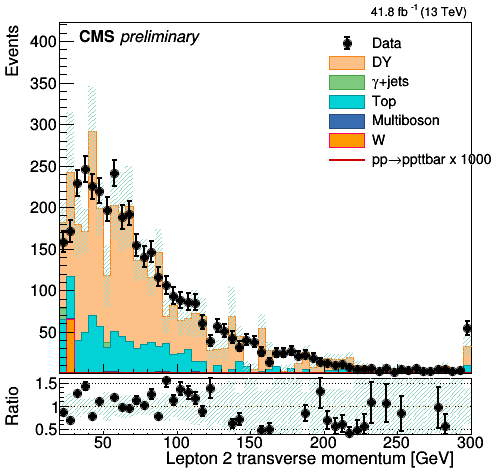 41.8 fb⁻¹ (13 TeV)
CMS preliminary
Events
400
350
300
250
200
150
100
50
0
Data
DY
γ+jets
Top
Multiboson
W
pp→ppttbar x 1000
Ratio
1.5
1
0.5
50 100 150 200 250 300
Lepton 2 transverse momentum [GeV]